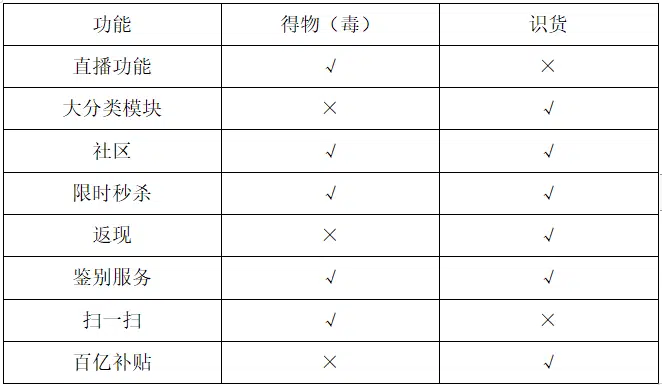 功能 得物（毒） 识货
直播功能 √ ×
大分类模块 × √
社区 √ √
限时秒杀 √ √
返现 × √
鉴别服务 √ √
扫一扫 √ ×
百亿补贴 × √